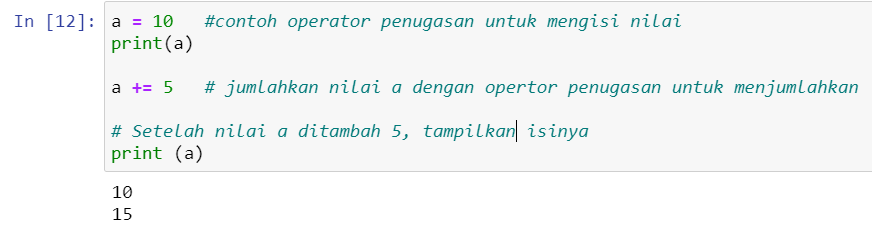 In [12]: a = 10 #contoh operator penugasan untuk mengisi nilai
print(a)
a += 5 # jumlahkan nilai a dengan opertor penugasan untuk menjumlahkan
# Setelah nilai a ditambah 5, tampilkan isinya
print (a)
10
15